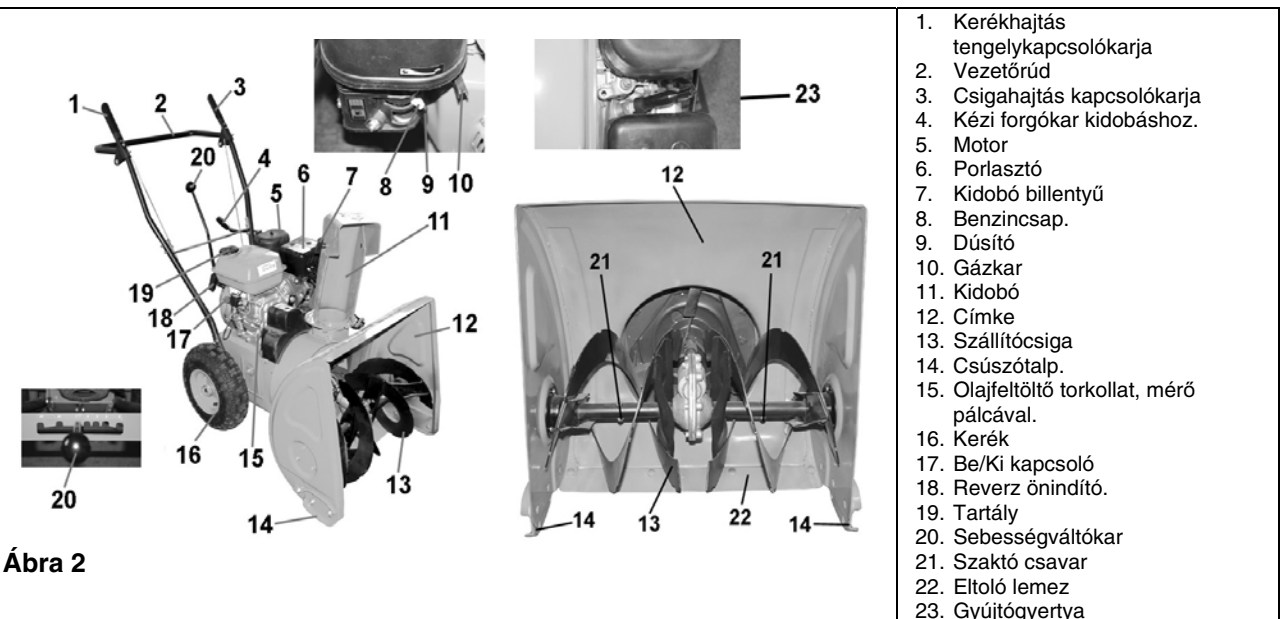 1
2
3
20
4
5
6
7
8
9
10
23
11
12
12
21
21
19
18
17
16
15
13
14
20
14
13
22
14
Ábra 2
1. Kerékhajtás
tengelykapcsolókarja
2. Vezetőrúd
3. Csigahajtás kapcsolókarja
4. Kézi forgókar kidobáshoz.
5. Motor
6. Porlasztó
7. Kidobó billentyű
8. Benzincsap.
9. Dúsító
10. Gázkar
11. Kidobó
12. Címke
13. Szállítócsiga
14. Csúszótalp.
15. Olajfeltöltő torkollat, mérő
pálcával.
16. Kerék
17. Be/Ki kapcsoló
18. Reverz önindító.
19. Tartály
20. Sebességváltókar
21. Szaktó csavar
22. Eltoló lemez
23. Gyújtógyertya